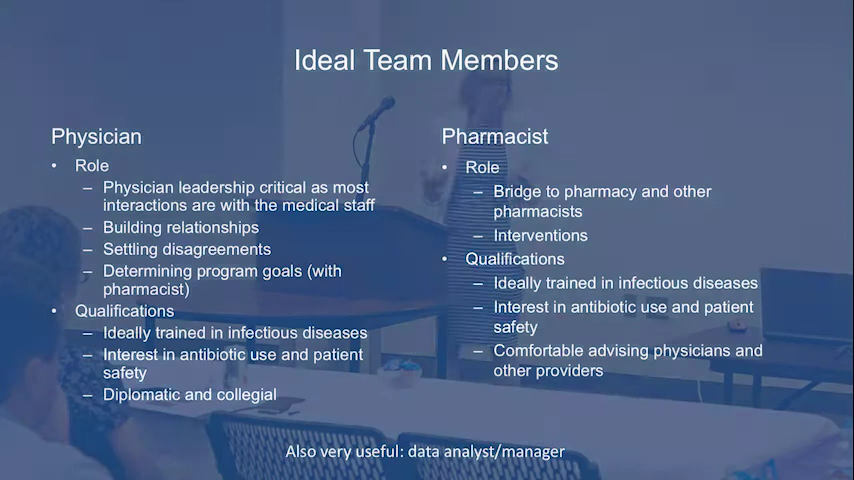 Ideal Team Members
Physician
• Role
– Physician leadership critical as most
interactions are with the medical staff
– Building relationships
– Settling disagreements
– Determining program goals (with
pharmacist)
• Qualifications
– Ideally trained in infectious diseases
– Interest in antibiotic use and patient
safety
– Diplomatic and collegial
Pharmacist
• Role
– Bridge to pharmacy and other
pharmacists
– Interventions
• Qualifications
– Ideally trained in infectious diseases
– Interest in antibiotic use and patient
safety
– Comfortable advising physicians and
other providers
Also very useful: data analyst/manager